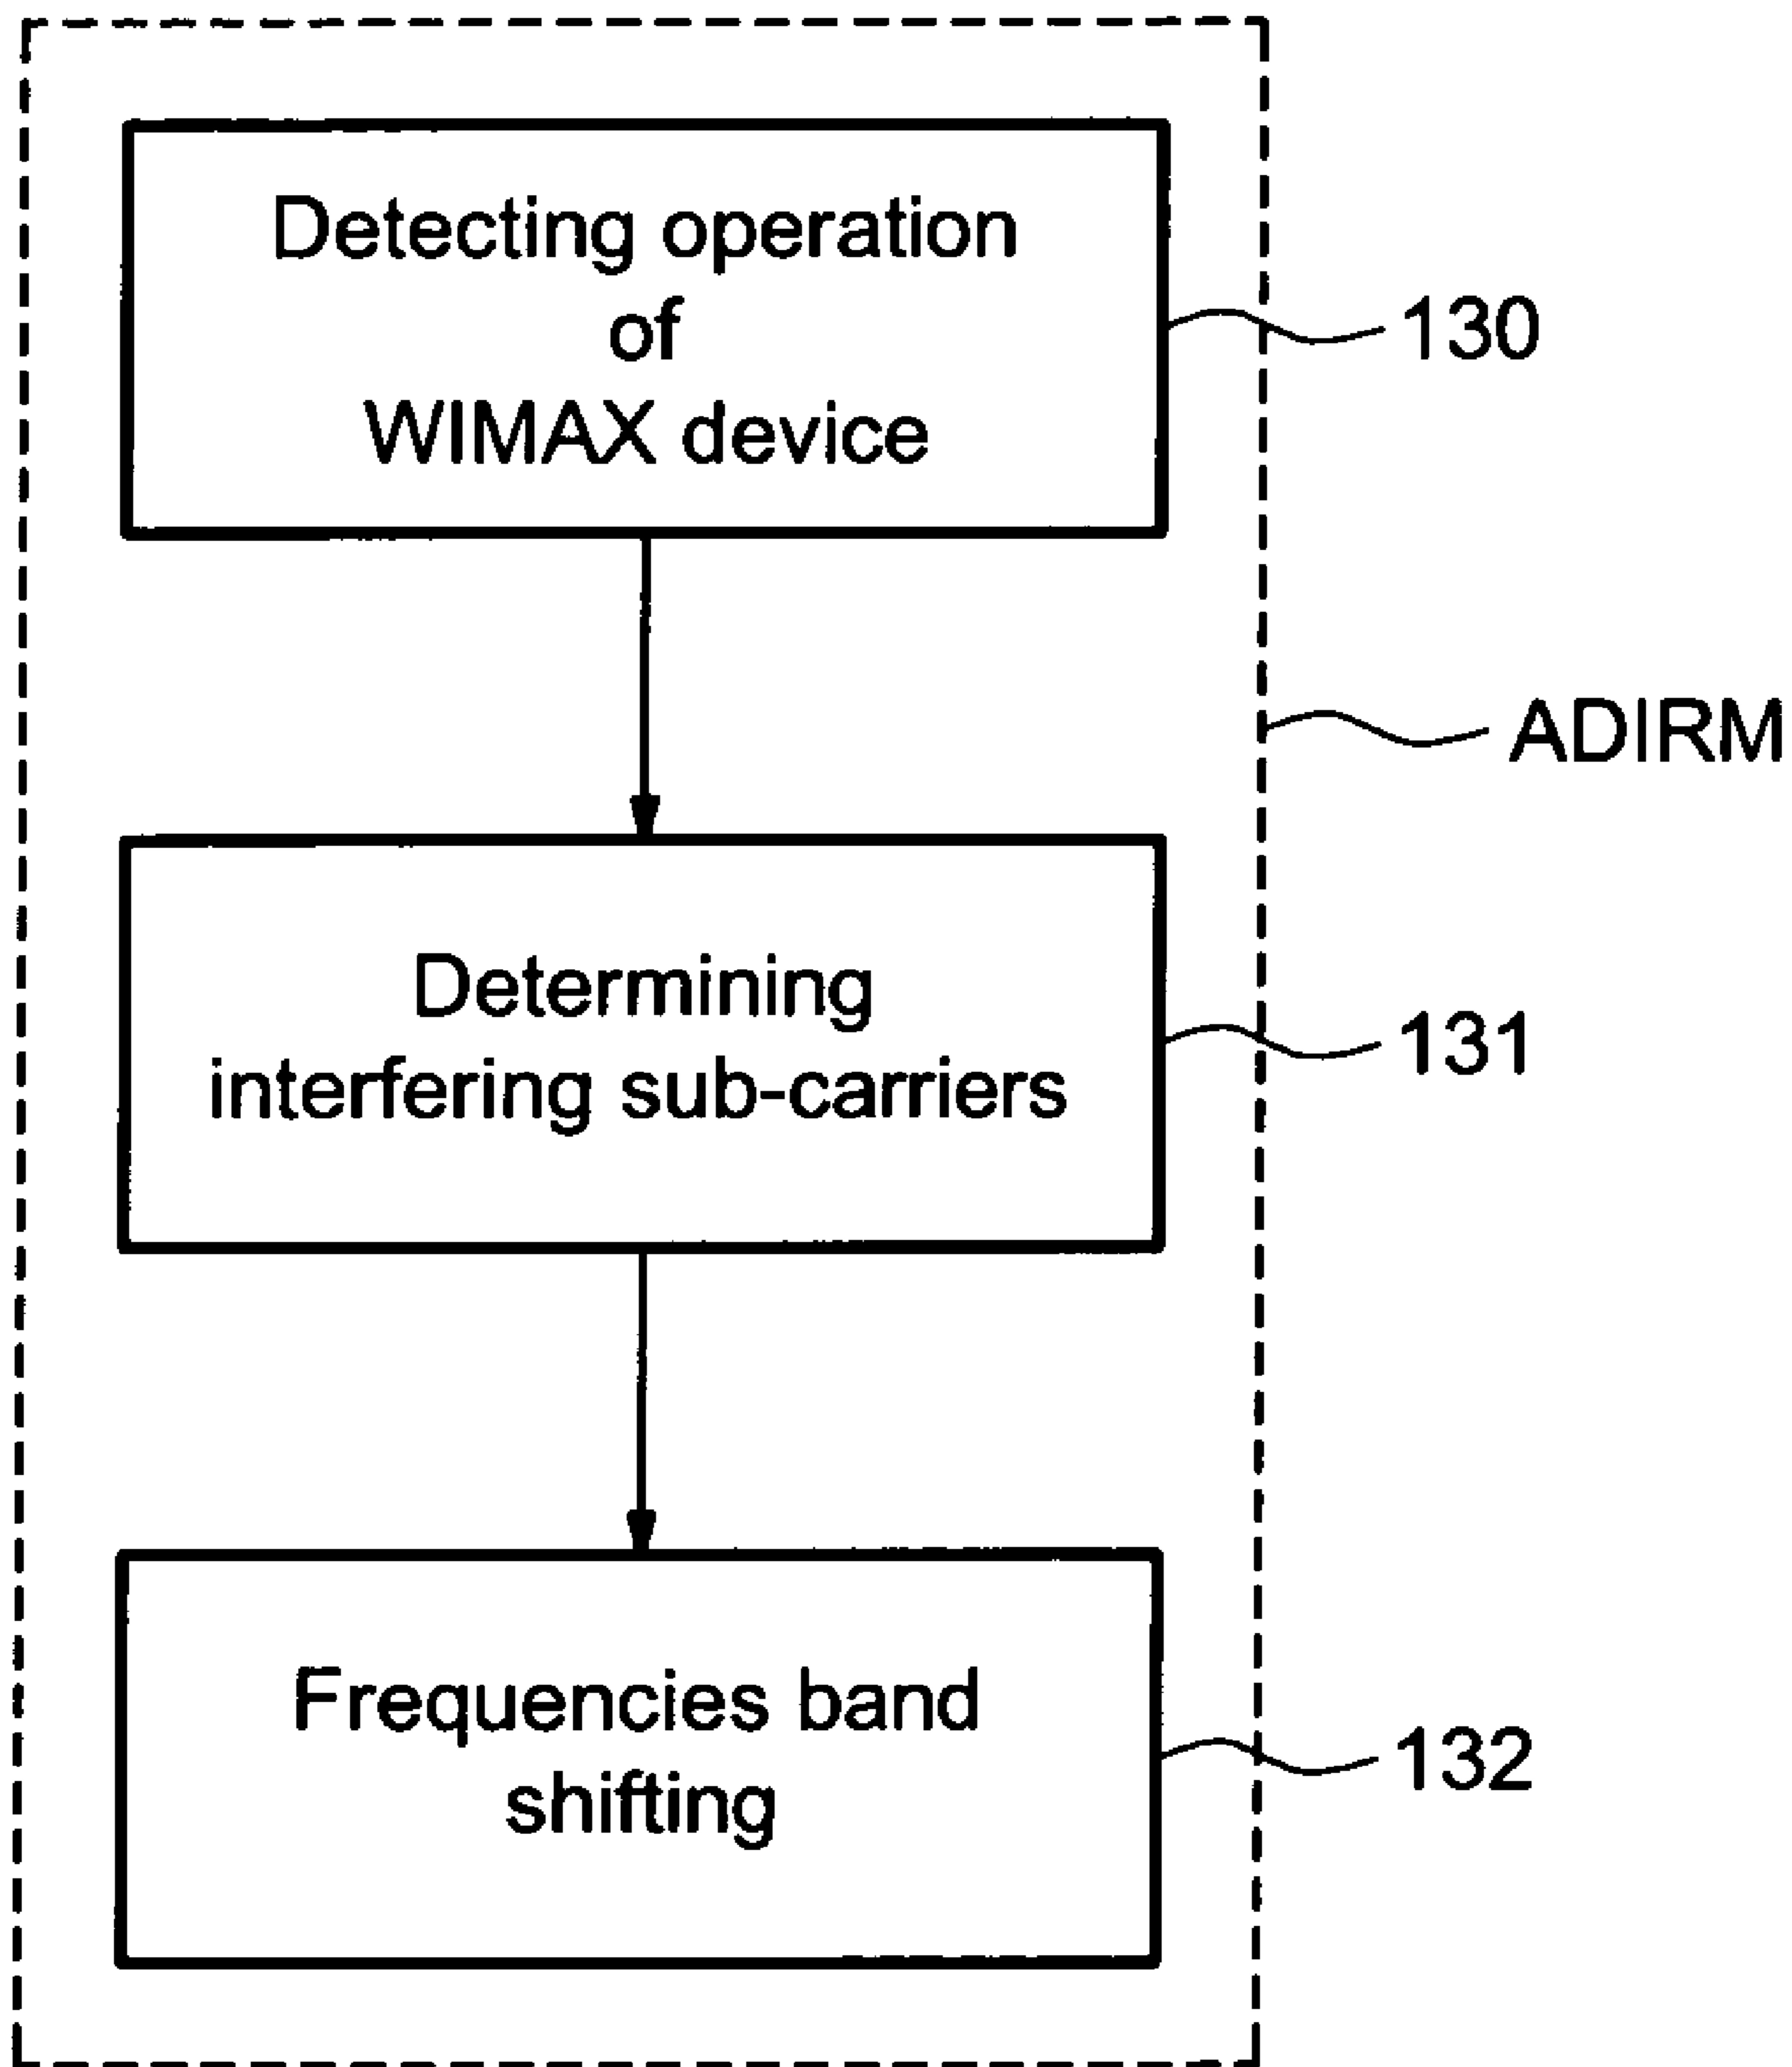 Detecting operation
of
WIMAX device
130
ADIRM
Determining
interfering sub-carriers
131
Frequencies band
shifting
132